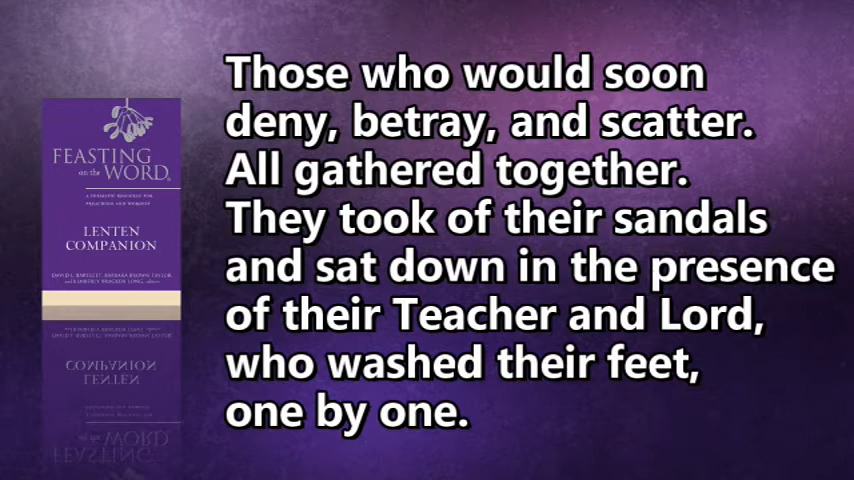 FEASTING
on the WORD®
A THEMATIC RESOURCE FOR
PREACHING AND WORSHIP
LENTEN
COMPANION
DAVID L. BARTLETT, BARBARA BROWN TAYLOR,
and KIMBERLY BRACKEN LONG, editors
Those who would soon
deny, betray, and scatter.
All gathered together.
They took of their sandals
and sat down in the presence
of their Teacher and Lord,
who washed their feet,
one by one.